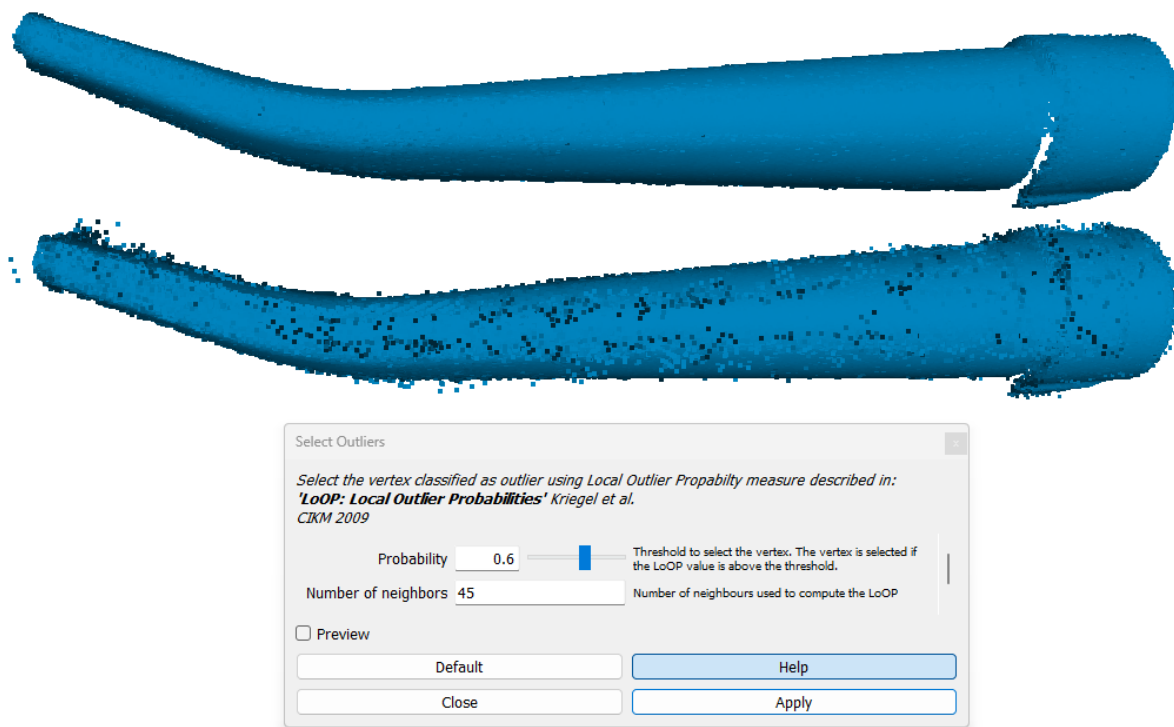 Select Outliers
x
Select the vertex classified as outlier using Local Outlier Propabilty measure described in:
'LoOP: Local Outlier Probabilities' Kriegel et al.
CIKM 2009
Probability 0.6 Threshold to select the vertex. The vertex is selected if
the LoOP value is above the threshold.
Number of neighbors 45 Number of neighbours used to compute the LoOP
Preview
Default Help
Close Apply